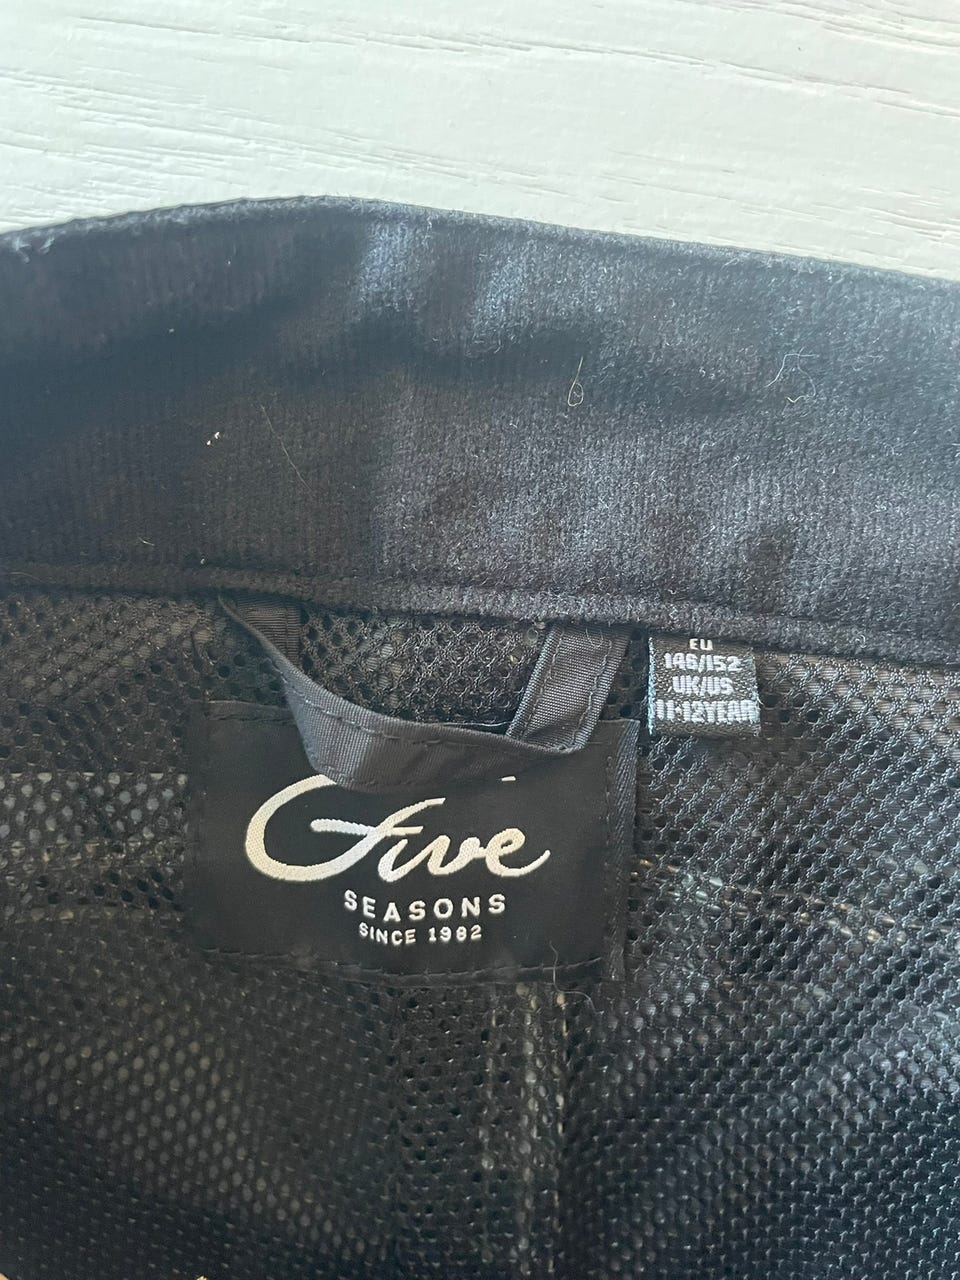 EU
146/152
UK/US
11-12YEAR
Five
SEASONS
SINCE 1982